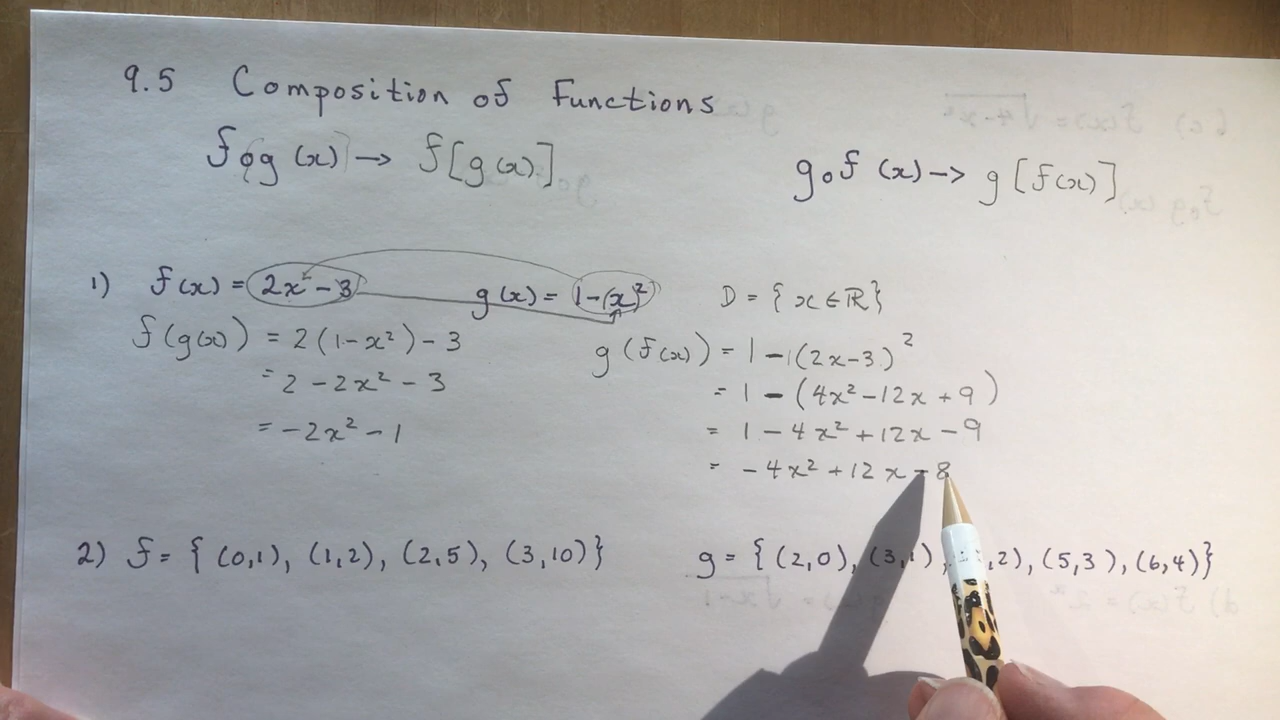 9.5 Composition of Functions
f∘g (x) → f[g(x)]
g∘f (x) → g[f(x)]
1) f(x) = 2x - 3 g(x) = 1-(x)² D = {x∈ℝ}
f(g(x)) = 2(1-x²) - 3
= 2 - 2x² - 3
= -2x² - 1
g(f(x)) = 1 - (2x-3)²
= 1 - (4x²-12x+9)
= 1 - 4x² + 12x - 9
= -4x² + 12x - 8
2) f = {(0,1), (1,2), (2,5), (3,10)}
g = {(2,0), (3,1), ,2), (5,3), (6,4)}